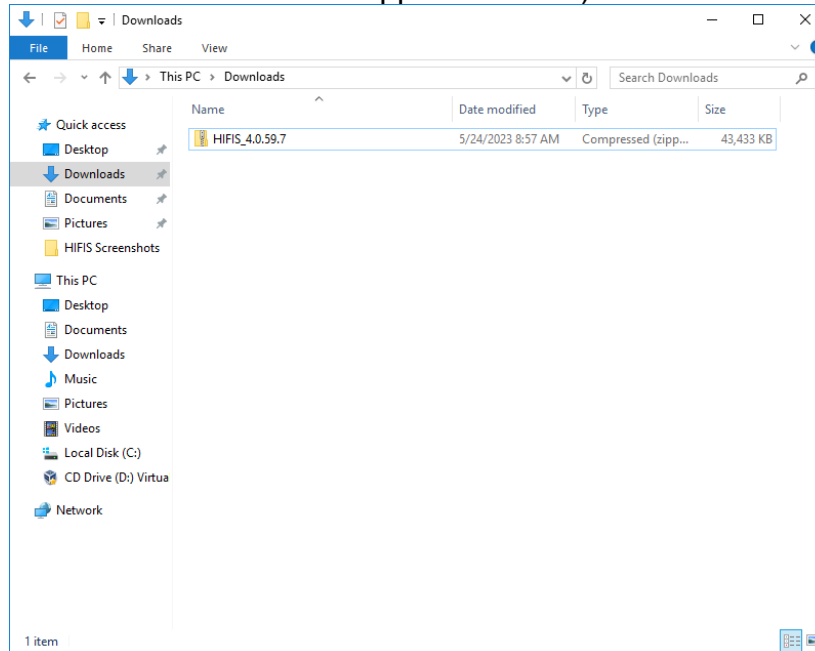 Downloads
File Home Share View
This PC > Downloads
Search Downloads
Name Date modified Type Size
HIFIS_4.0.59.7 5/24/2023 8:57 AM Compressed (zipp... 43,433 KB
Quick access
Desktop
Downloads
Documents
Pictures
HIFIS Screenshots
This PC
Desktop
Documents
Downloads
Music
Pictures
Videos
Local Disk (C:)
CD Drive (D:) Virtua
Network
1 item